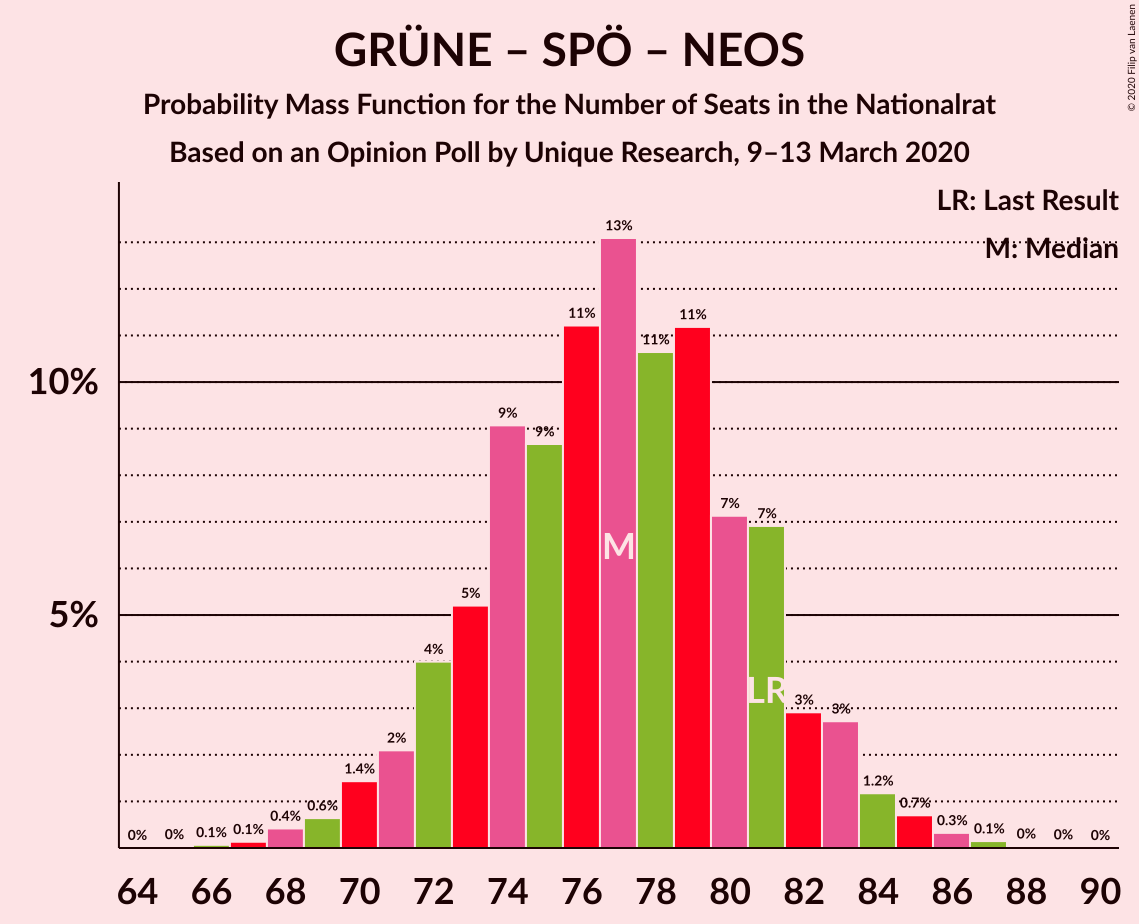 GRÜNE – SPÖ – NEOS
Probability Mass Function for the Number of Seats in the Nationalrat
Based on an Opinion Poll by Unique Research, 9–13 March 2020
© 2020 Filip van Laenen
LR: Last Result
M: Median
10%
5%
0% 0% 0.1% 0.1% 0.4% 0.6% 1.4% 2% 4% 5% 9% 9% 11% 13% 11% 11% 7% 7% 3% 3% 1.2% 0.7% 0.3% 0.1% 0% 0% 0%
M
LR
64 66 68 70 72 74 76 78 80 82 84 86 88 90